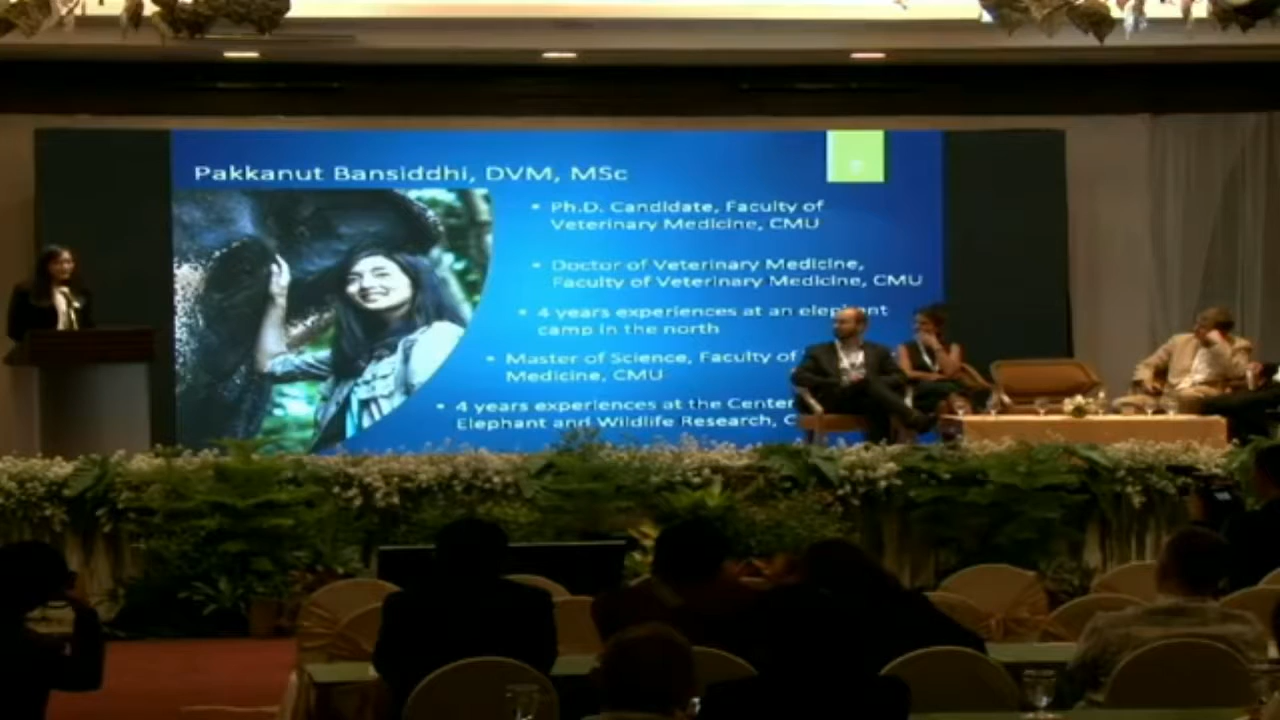 Pakkanut Bansiddhi, DVM, MSc
• Ph.D. Candidate, Faculty of
Veterinary Medicine, CMU
• Doctor of Veterinary Medicine,
Faculty of Veterinary Medicine, CMU
• 4 years experiences at an elephant
camp in the north
• Master of Science, Faculty of
Medicine, CMU
• 4 years experiences at the Center
Elephant and Wildlife Research, C